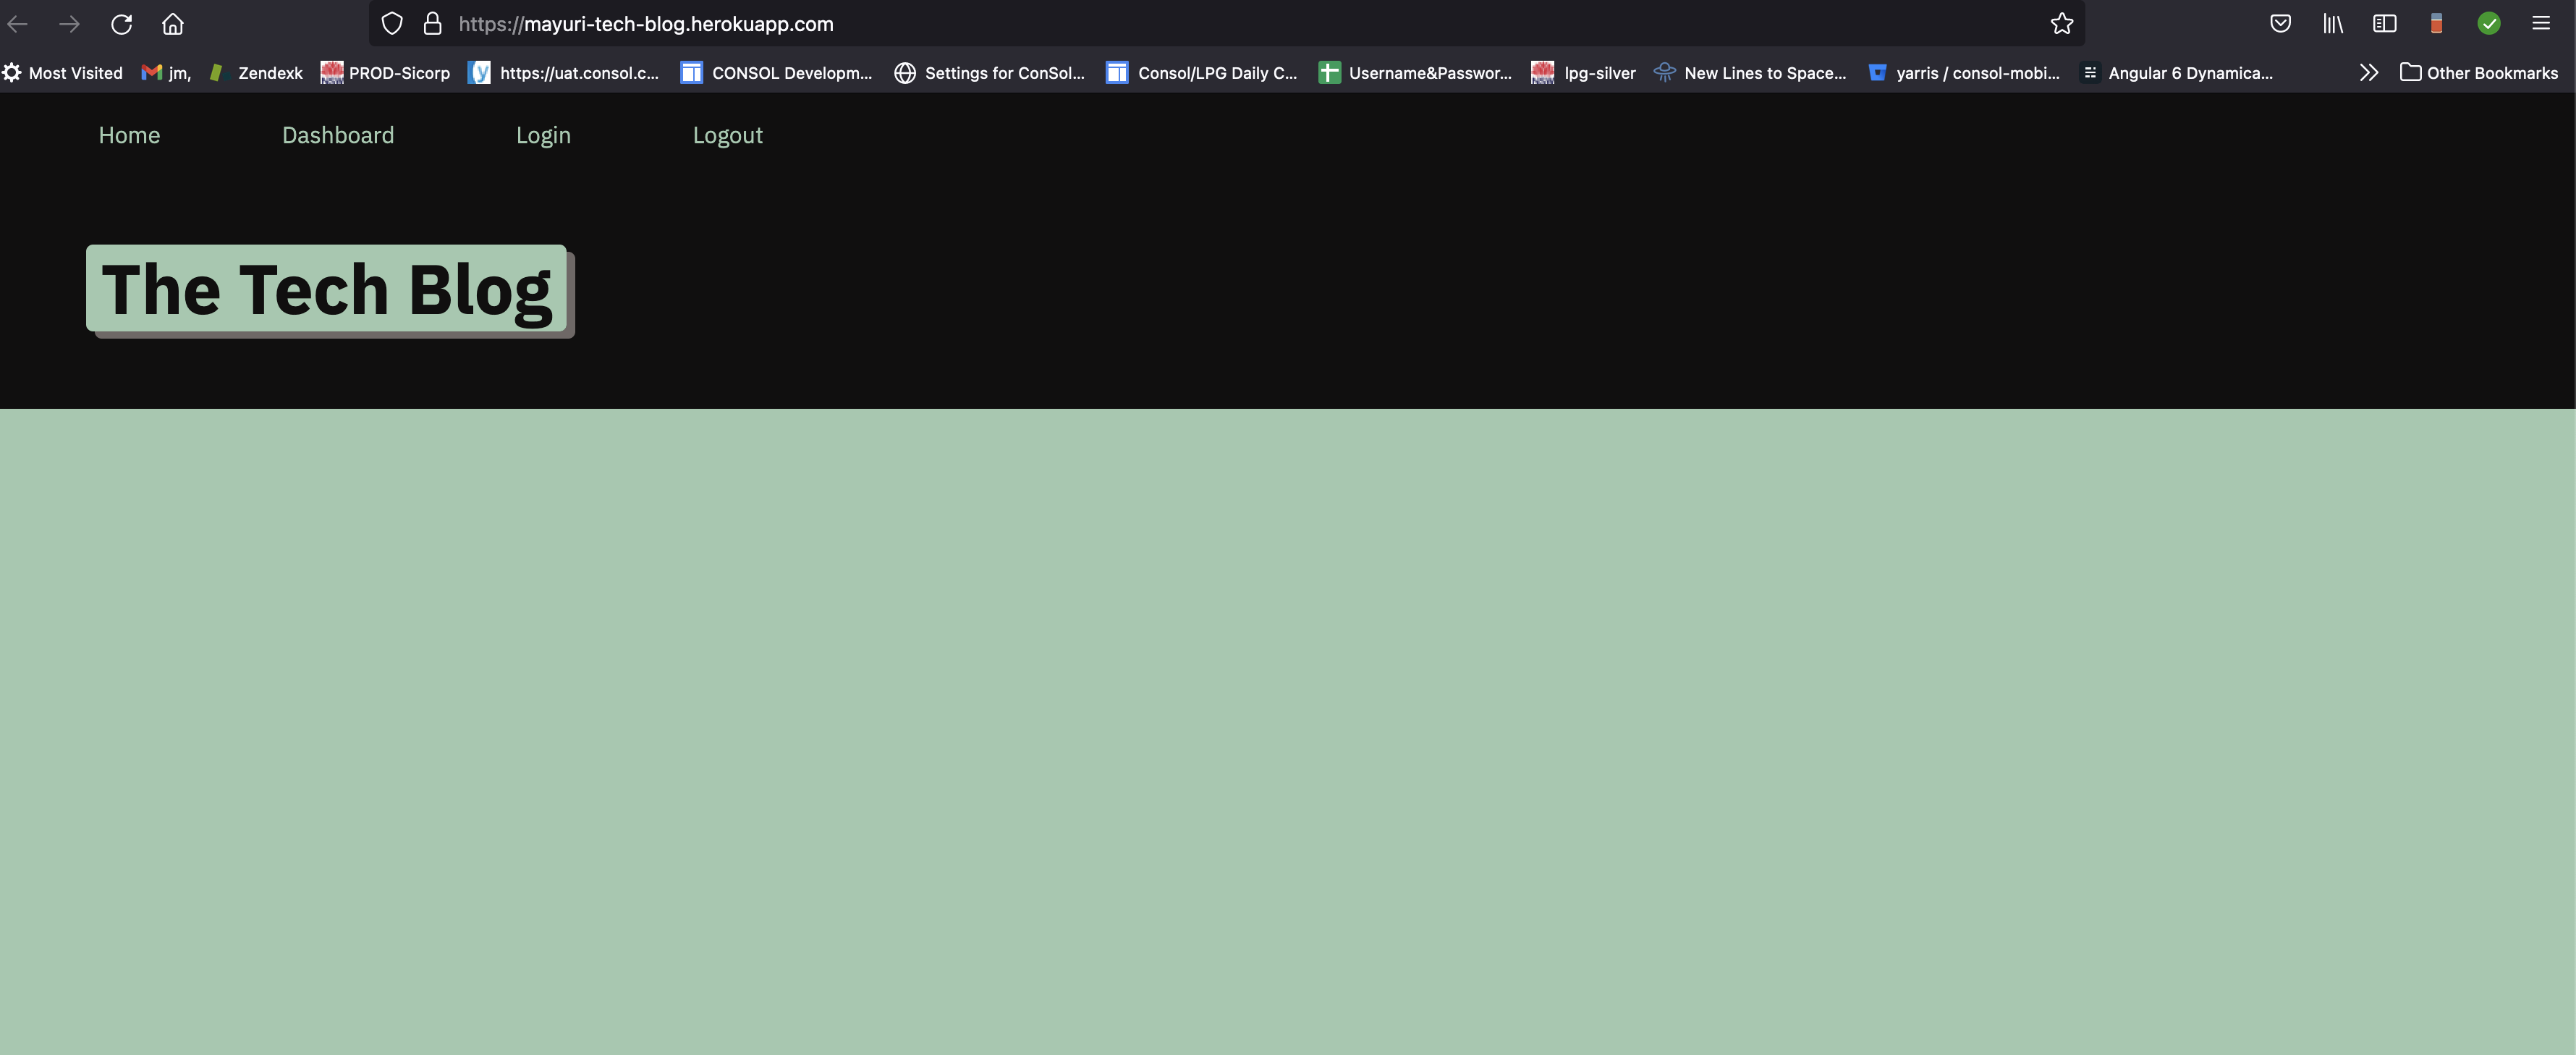 https://mayuri-tech-blog.herokuapp.com
Most Visited jm, Zendexk PROD-Sicorp https://uat.consol.c... CONSOL Developm... Settings for ConSol... Consol/LPG Daily C... Username&Passwor... lpg-silver New Lines to Space... yarris / consol-mobi... Angular 6 Dynamica... Other Bookmarks
Home Dashboard Login Logout
The Tech Blog